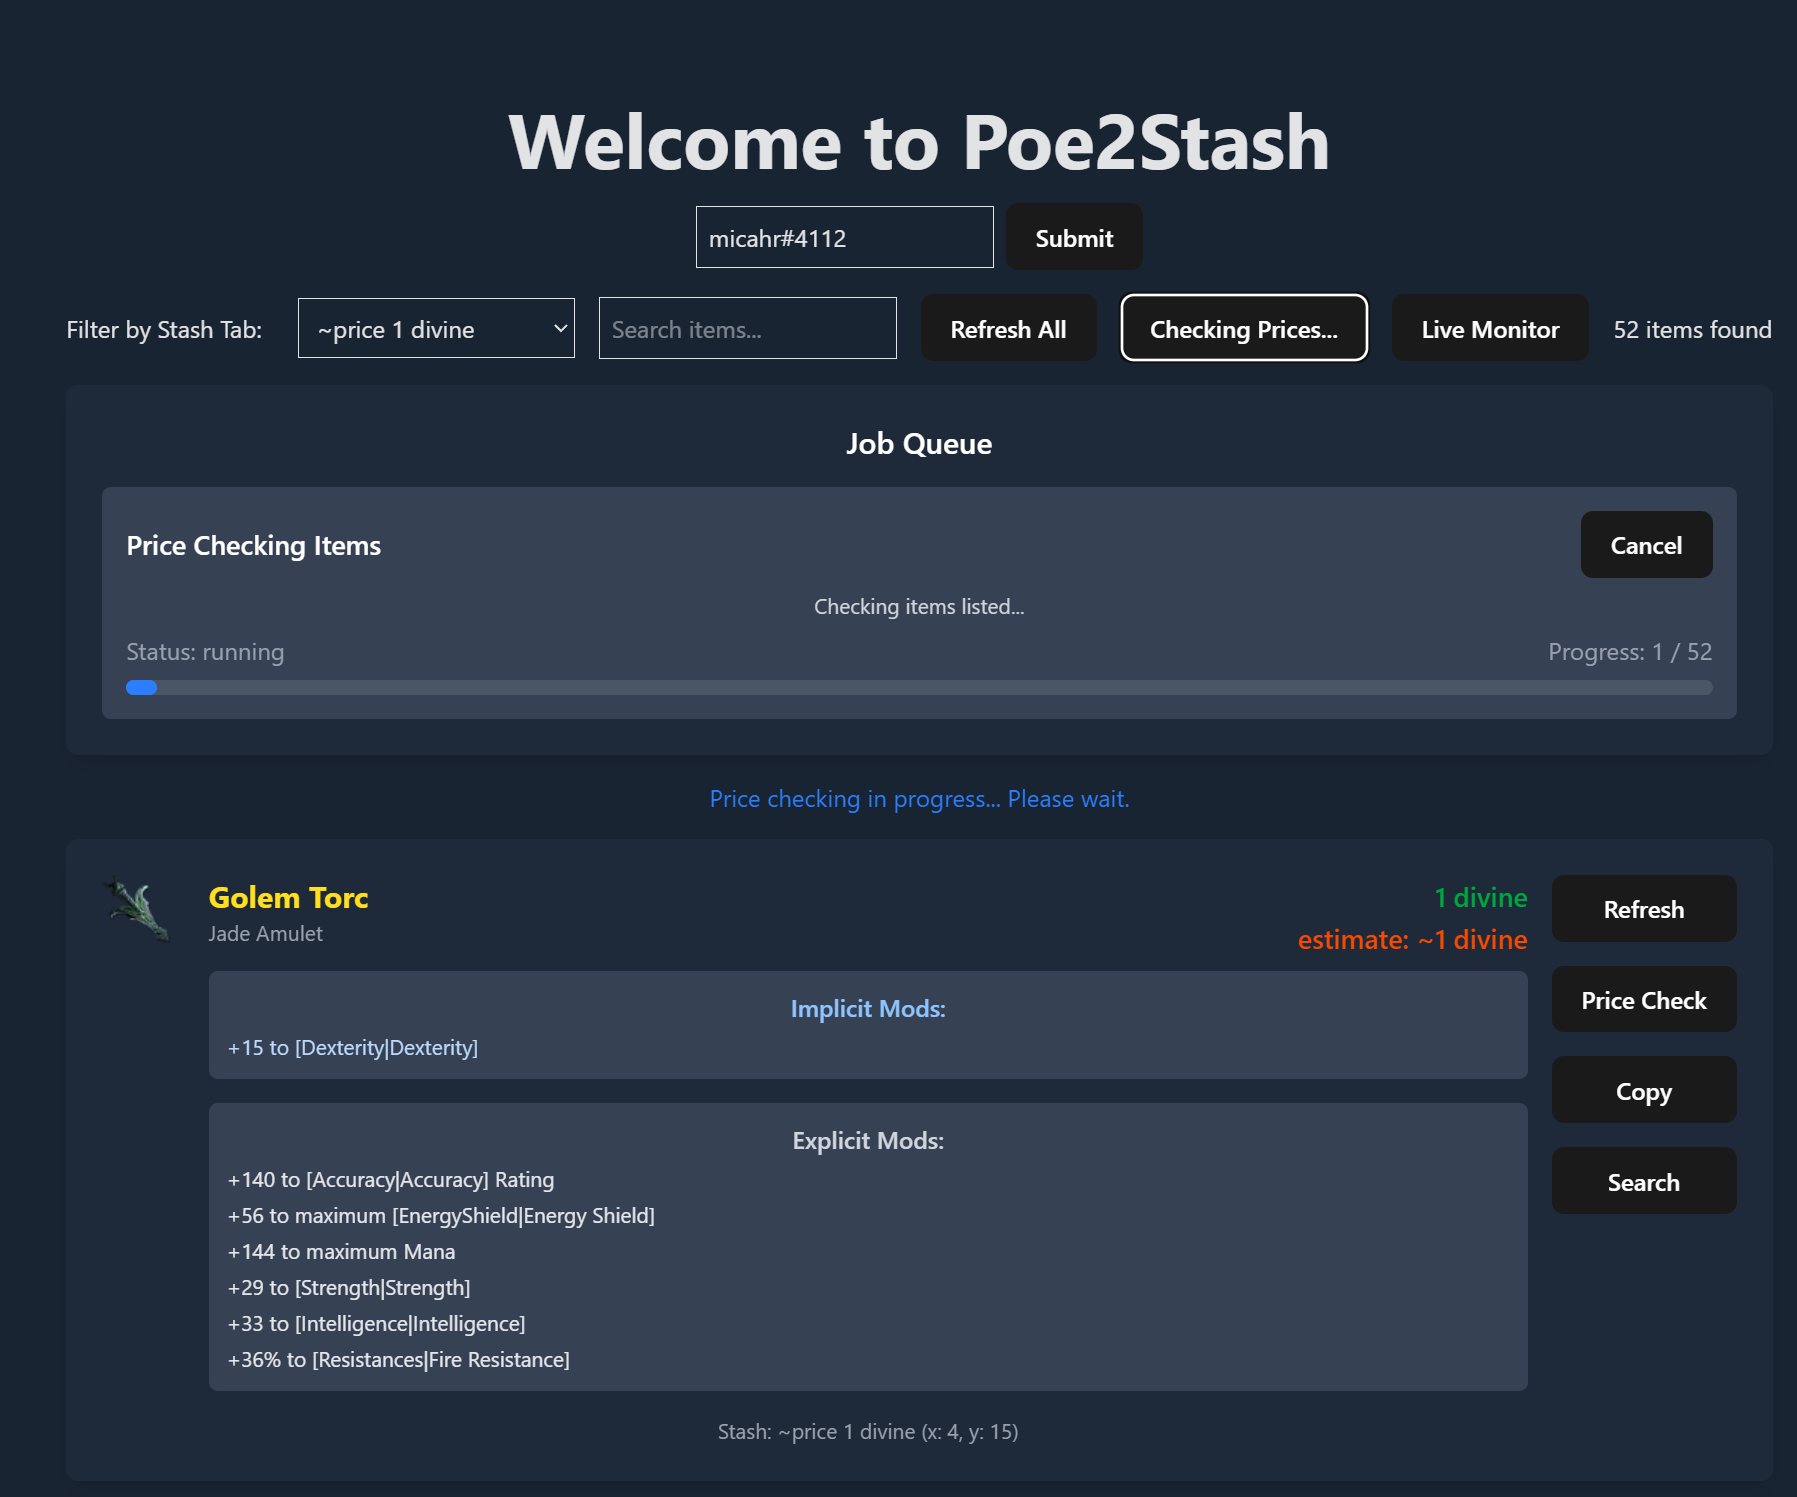 Welcome to Poe2Stash
micahr#4112 Submit
Filter by Stash Tab: ~price 1 divine Search items... Refresh All Checking Prices... Live Monitor 52 items found
Job Queue
Price Checking Items Cancel
Checking items listed...
Status: running Progress: 1 / 52
Price checking in progress... Please wait.
Golem Torc 1 divine Refresh
Jade Amulet estimate: ~1 divine
Implicit Mods: Price Check
+15 to [Dexterity|Dexterity]
Copy
Explicit Mods:
+140 to [Accuracy|Accuracy] Rating Search
+56 to maximum [EnergyShield|Energy Shield]
+144 to maximum Mana
+29 to [Strength|Strength]
+33 to [Intelligence|Intelligence]
+36% to [Resistances|Fire Resistance]
Stash: ~price 1 divine (x: 4, y: 15)